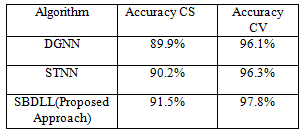 Algorithm Accuracy CS Accuracy
CV
DGNN 89.9% 96.1%
STNN 90.2% 96.3%
SBDLL(Proposed
Approach) 91.5% 97.8%